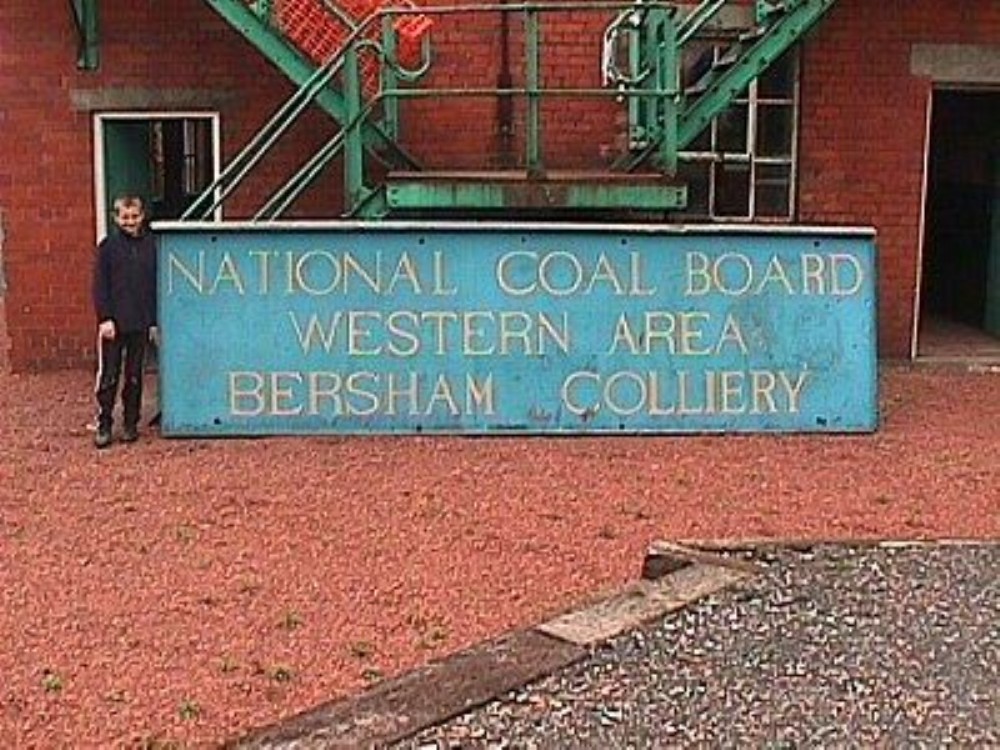 NATIONAL COAL BOARD
WESTERN AREA
BERSHAM COLLIERY